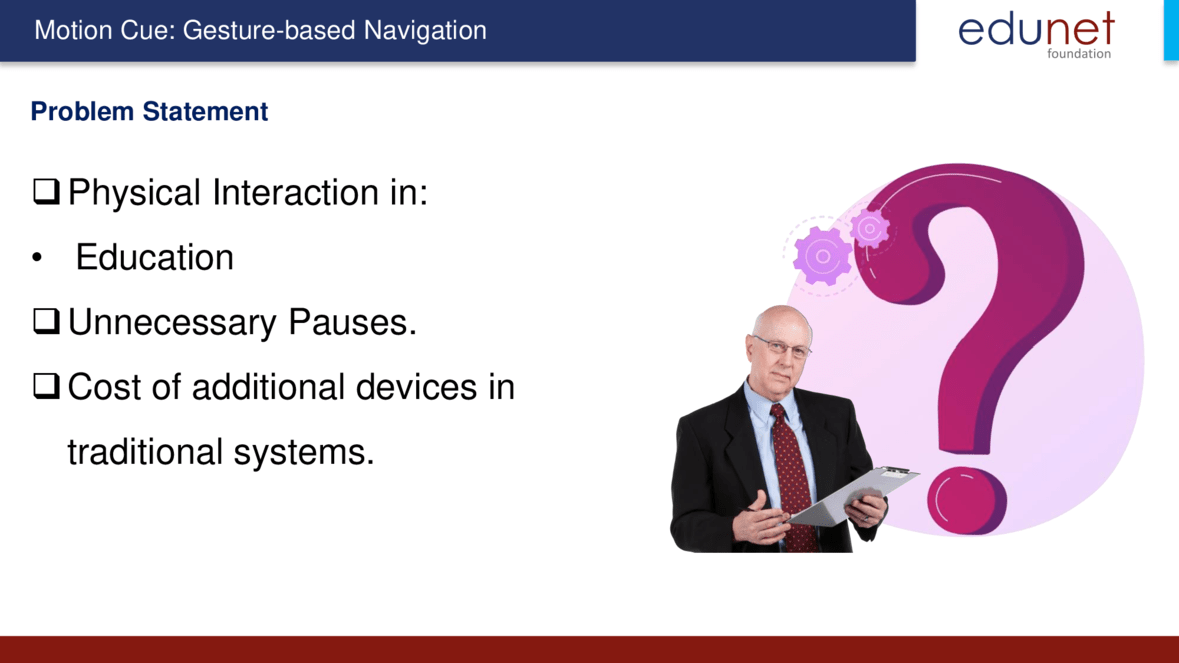 Motion Cue: Gesture-based Navigation
edunet
foundation
Problem Statement
❑ Physical Interaction in:
• Education
❑ Unnecessary Pauses.
❑ Cost of additional devices in
traditional systems.